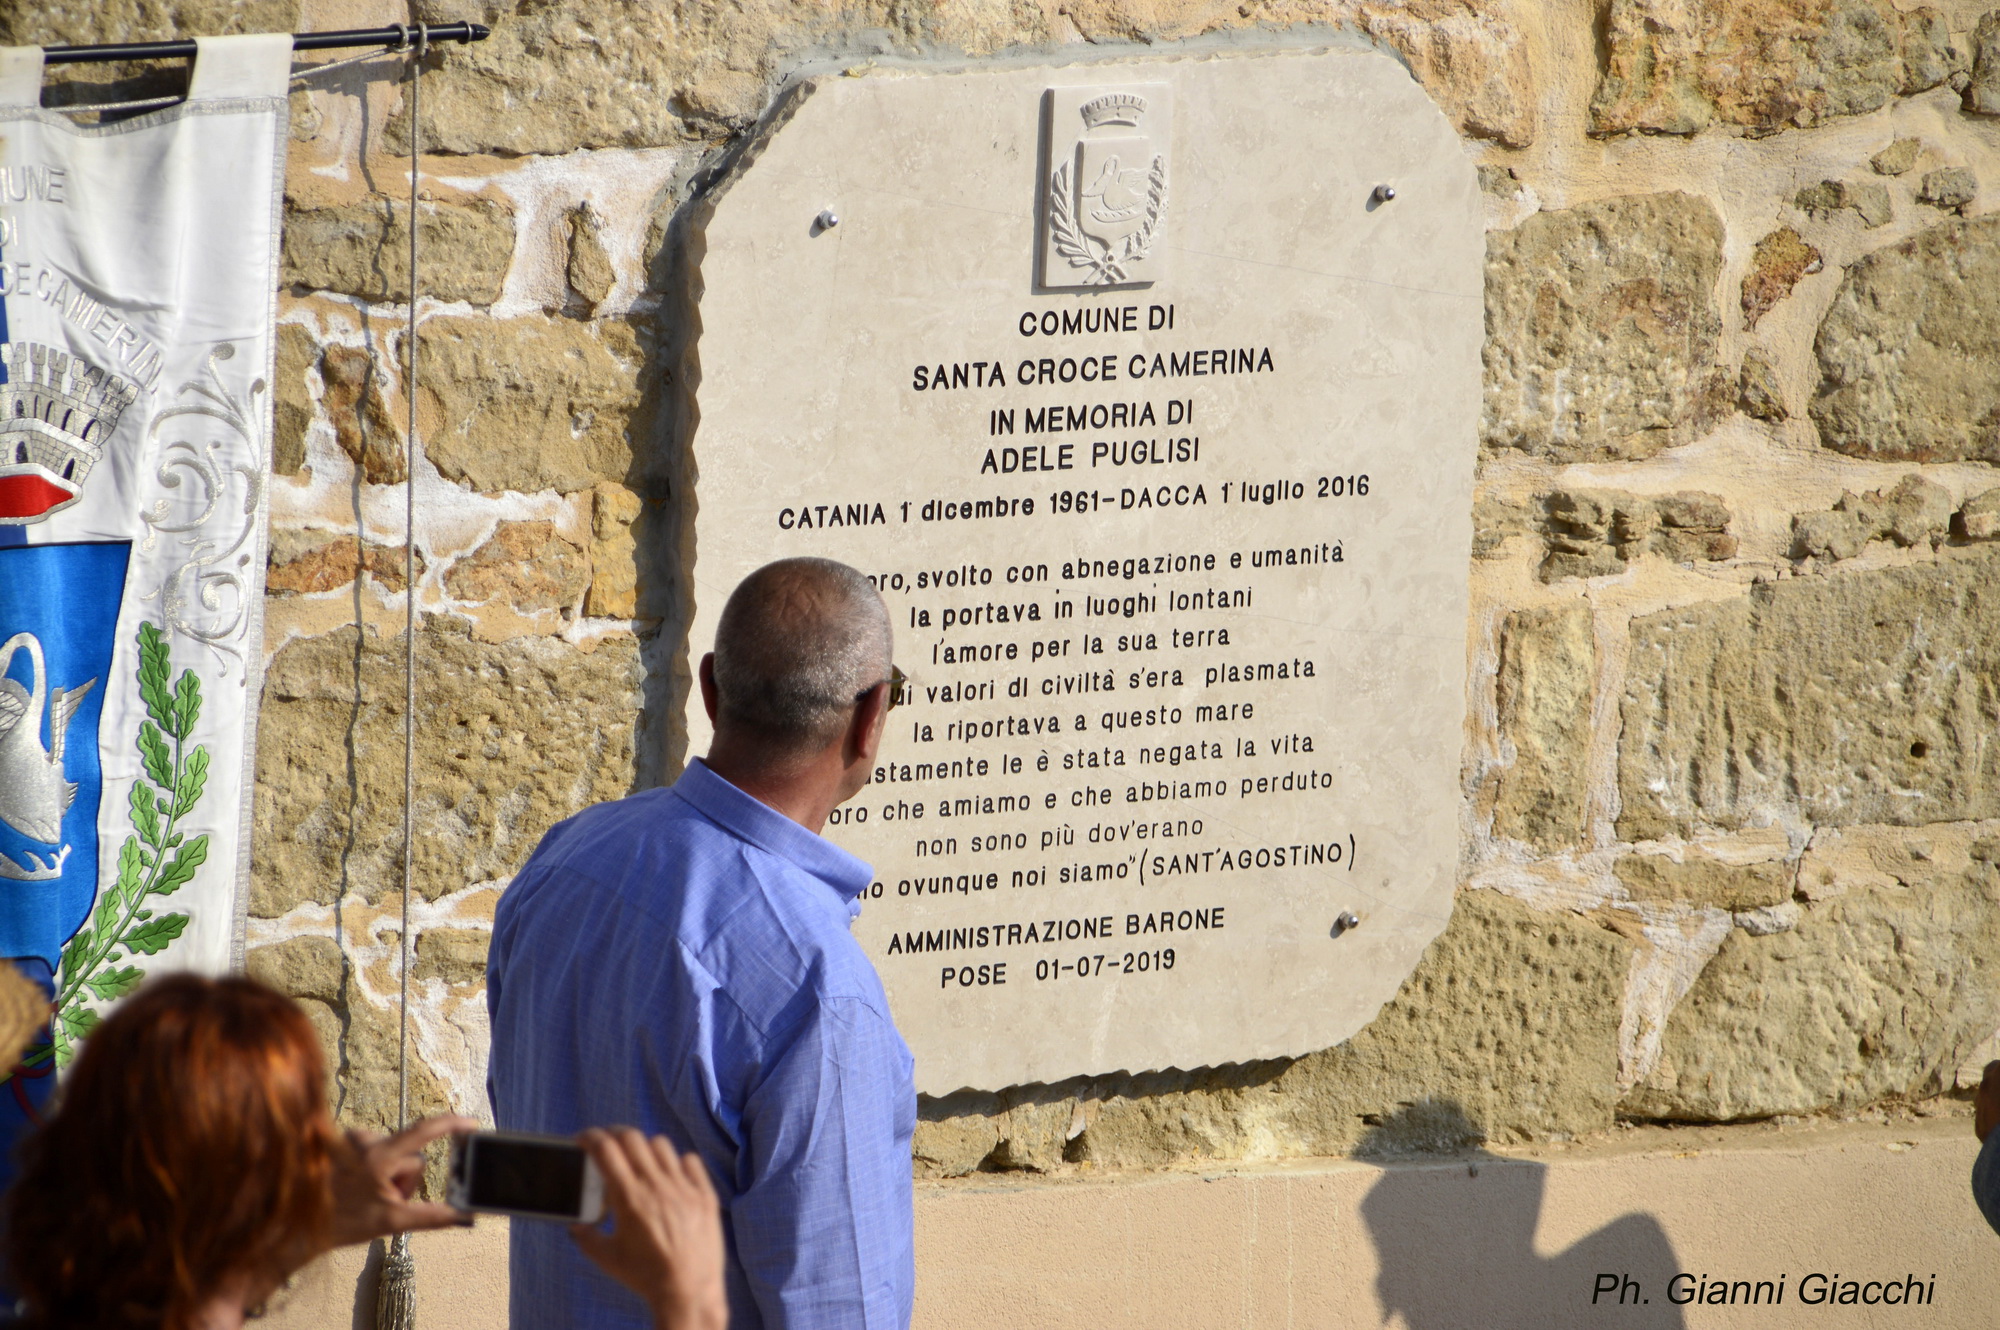 COMUNE DI
SANTA CROCE CAMERINA
IN MEMORIA DI
ADELE PUGLISI
CATANIA 1° dicembre 1961-DACCA 1° luglio 2016
svolto con abnegazione e umanità
la portava in luoghi lontani
l'amore per la sua terra
valori di civiltà s'era plasmata
la riportava a questo mare
le è stata negata la vita
che amiamo e che abbiamo perduto
non sono più dov'erano
ovunque noi siamo" (SANT'AGOSTINO)
AMMINISTRAZIONE BARONE
POSE 01-07-2019
DI
Ph. Gianni Giacchi